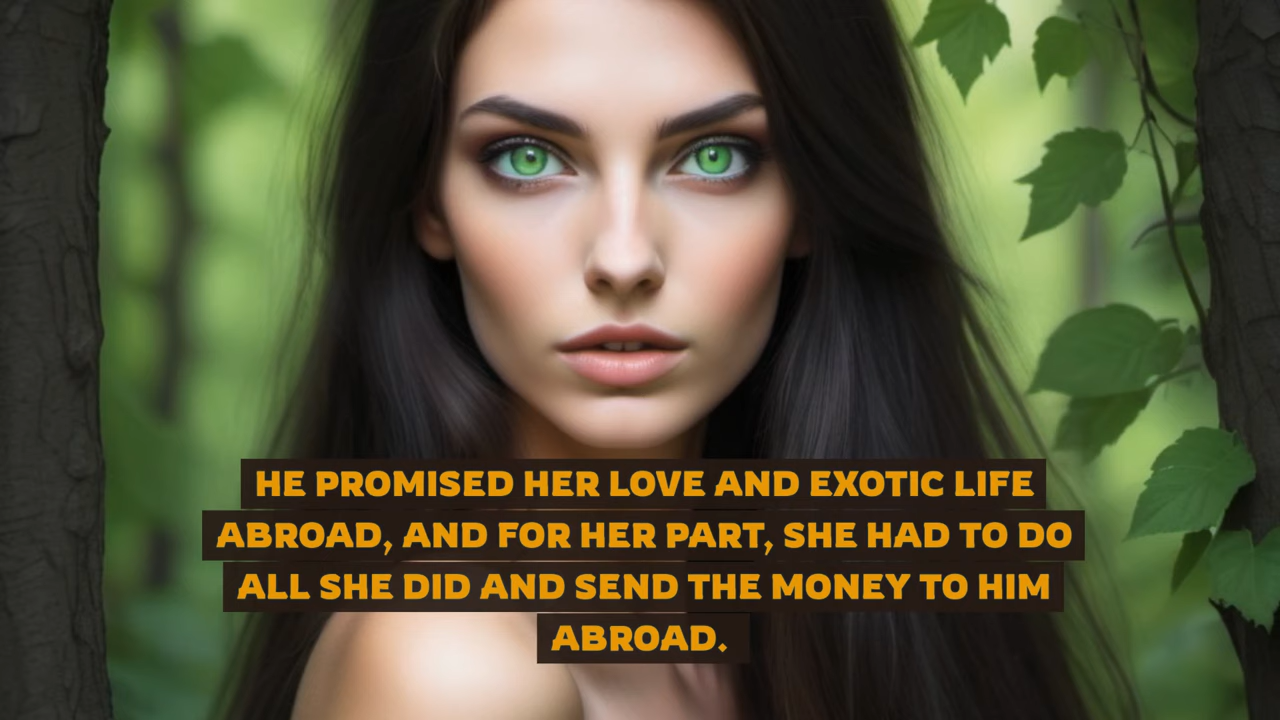 HE PROMISED HER LOVE AND EXOTIC LIFE
ABROAD, AND FOR HER PART, SHE HAD TO DO
ALL SHE DID AND SEND THE MONEY TO HIM
ABROAD.